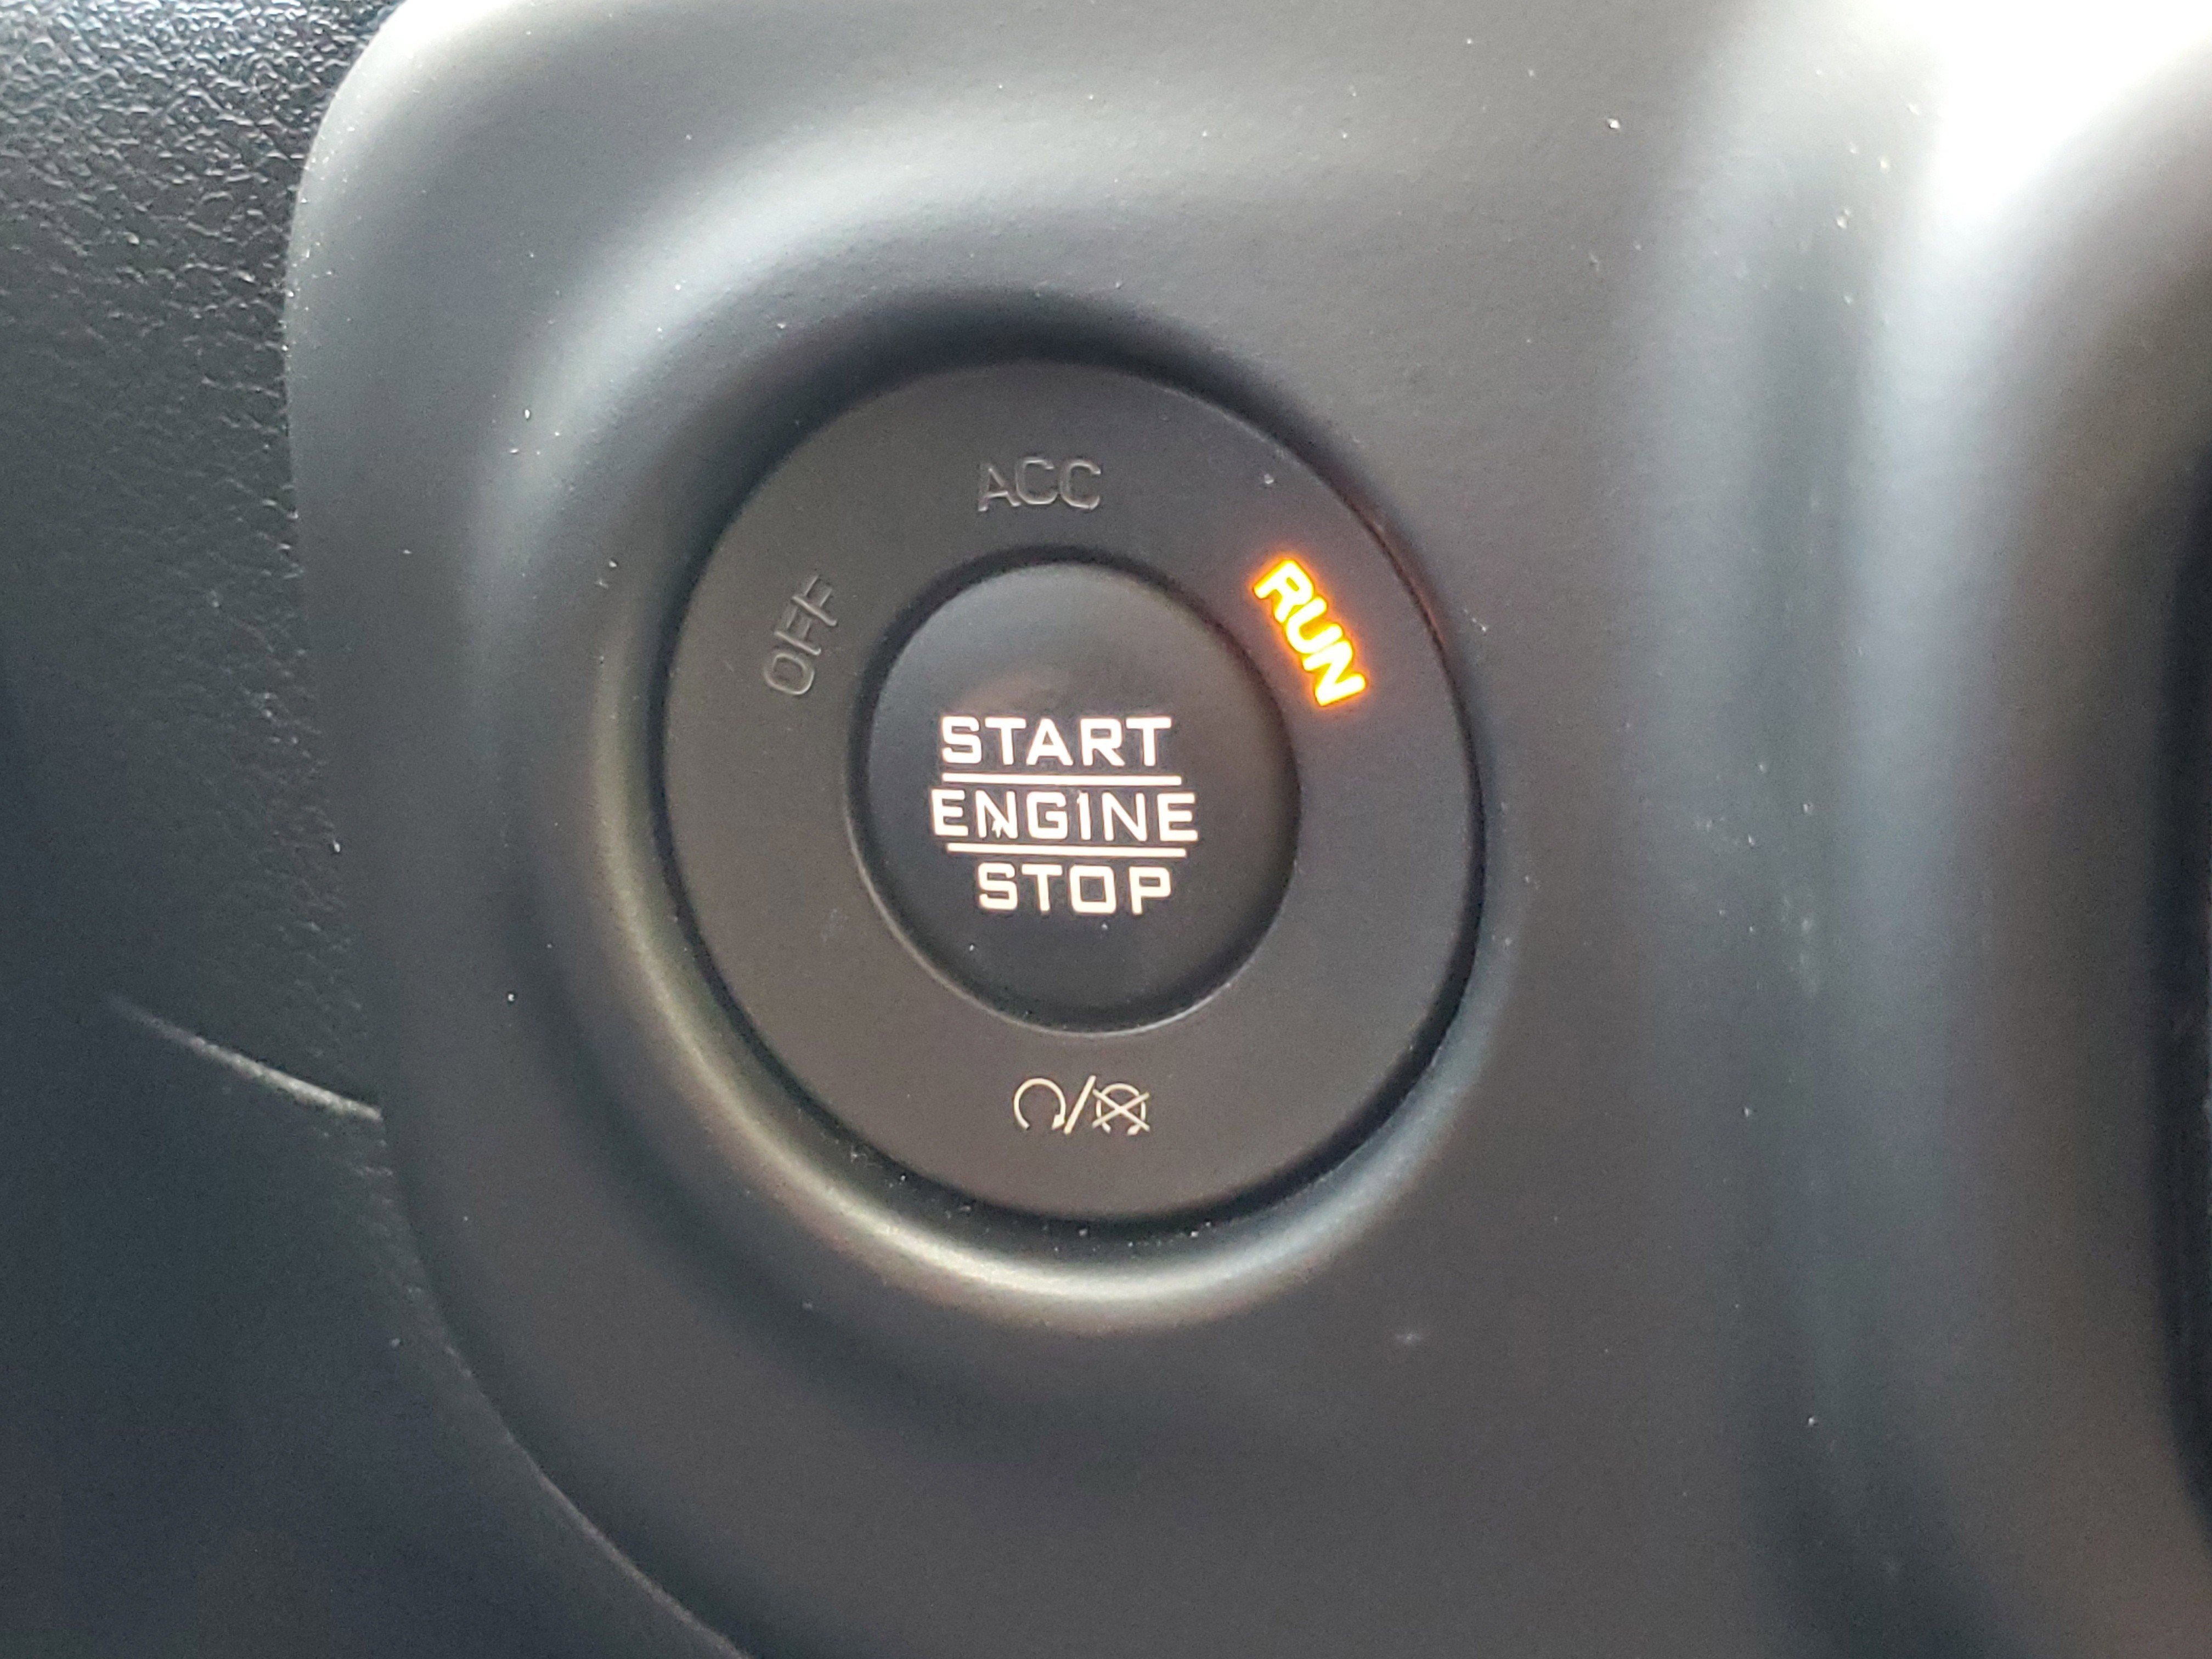 ACC
OFF
RUN
START
ENGINE
STOP